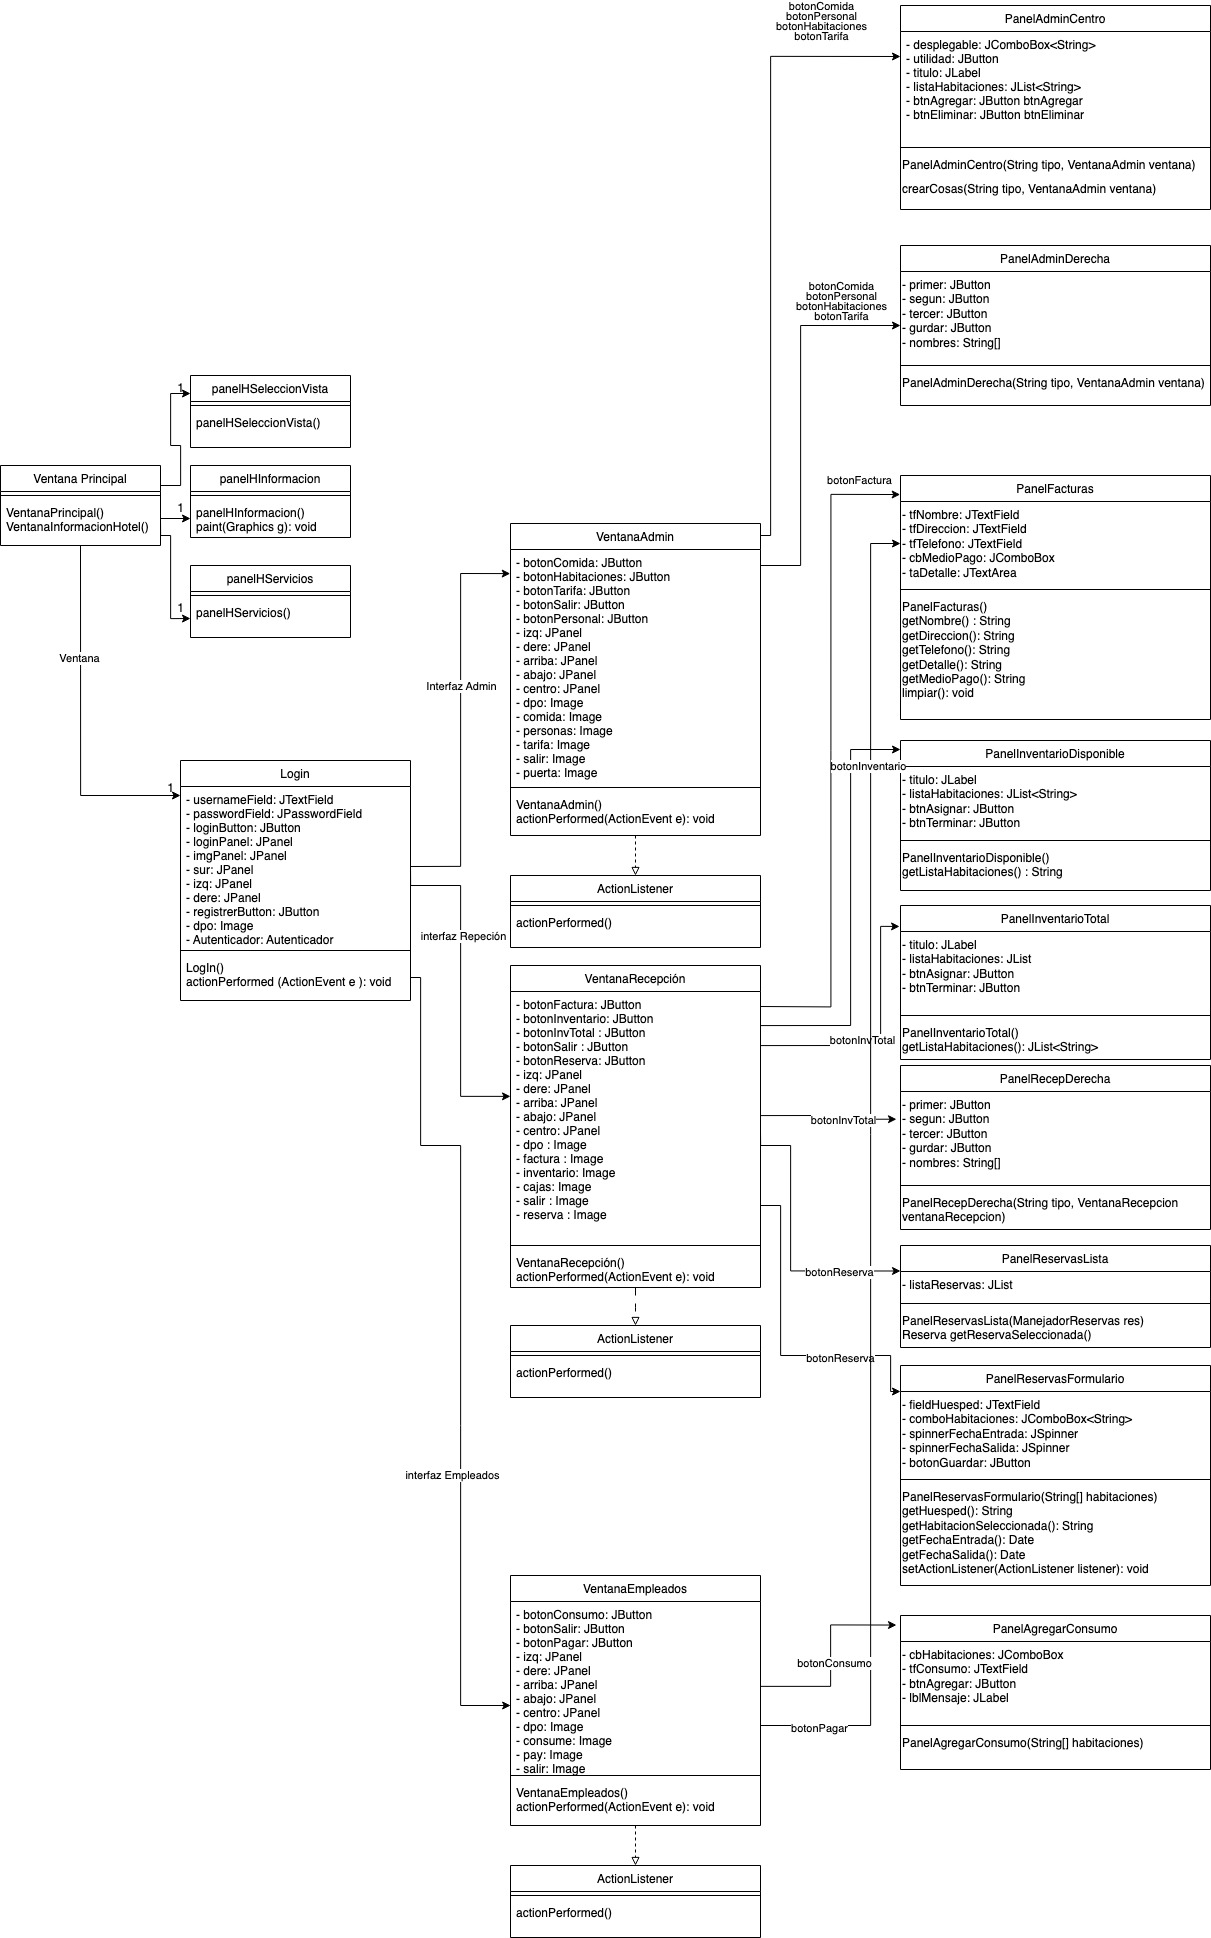 botonComida
botonPersonal
botonHabitaciones
botonTarifa
PanelAdminCentro
- desplegable: JComboBox<String>
- utilidad: JButton
- titulo: JLabel
- listaHabitaciones: JList<String>
- btnAgregar: JButton btnAgregar
- btnEliminar: JButton btnEliminar
PanelAdminCentro(String tipo, VentanaAdmin ventana)
crearCosas(String tipo, VentanaAdmin ventana)
botonComida
botonPersonal
botonHabitaciones
botonTarifa
PanelAdminDerecha
- primer: JButton
- segun: JButton
- tercer: JButton
- gurdar: JButton
- nombres: String[]
PanelAdminDerecha(String tipo, VentanaAdmin ventana)
1
panelHSeleccionVista
panelHSeleccionVista()
Ventana Principal
VentanaPrincipal()
VentanaInformacionHotel()
1
panelHInformacion
panelHInformacion()
paint(Graphics g): void
1
panelHServicios
panelHServicios()
Ventana
1
Login
- usernameField: JTextField
- passwordField: JPasswordField
- loginButton: JButton
- loginPanel: JPanel
- imgPanel: JPanel
- sur: JPanel
- izq: JPanel
- dere: JPanel
- registrerButton: JButton
- dpo: Image
- Autenticador: Autenticador
LogIn()
actionPerformed (ActionEvent e ): void
Interfaz Admin
interfaz Repeción
interfaz Empleados
VentanaAdmin
- botonComida: JButton
- botonHabitaciones: JButton
- botonTarifa: JButton
- botonSalir: JButton
- botonPersonal: JButton
- izq: JPanel
- dere: JPanel
- arriba: JPanel
- abajo: JPanel
- centro: JPanel
- dpo: Image
- comida: Image
- personas: Image
- tarifa: Image
- salir: Image
- puerta: Image
VentanaAdmin()
actionPerformed(ActionEvent e): void
ActionListener
actionPerformed()
VentanaRecepción
- botonFactura: JButton
- botonInventario: JButton
- botonInvTotal : JButton
- botonSalir : JButton
- botonReserva: JButton
- izq: JPanel
- dere: JPanel
- arriba: JPanel
- abajo: JPanel
- centro: JPanel
- dpo : Image
- factura : Image
- inventario: Image
- cajas: Image
- salir : Image
- reserva : Image
VentanaRecepción()
actionPerformed(ActionEvent e): void
ActionListener
actionPerformed()
VentanaEmpleados
- botonConsumo: JButton
- botonSalir: JButton
- botonPagar: JButton
- izq: JPanel
- dere: JPanel
- arriba: JPanel
- abajo: JPanel
- centro: JPanel
- dpo: Image
- consume: Image
- pay: Image
- salir: Image
VentanaEmpleados()
actionPerformed(ActionEvent e): void
ActionListener
actionPerformed()
botonFactura
PanelFacturas
- tfNombre: JTextField
- tfDireccion: JTextField
- tfTelefono: JTextField
- cbMedioPago: JComboBox
- taDetalle: JTextArea
PanelFacturas()
getNombre() : String
getDireccion(): String
getTelefono(): String
getDetalle(): String
getMedioPago(): String
limpiar(): void
botonInventario
PanelInventarioDisponible
- titulo: JLabel
- listaHabitaciones: JList<String>
- btnAsignar: JButton
- btnTerminar: JButton
PanelInventarioDisponible()
getListaHabitaciones() : String
botonInvTotal
PanelInventarioTotal
- titulo: JLabel
- listaHabitaciones: JList
- btnAsignar: JButton
- btnTerminar: JButton
PanelInventarioTotal()
getListaHabitaciones(): JList<String>
botonInvTotal
PanelRecepDerecha
- primer: JButton
- segun: JButton
- tercer: JButton
- gurdar: JButton
- nombres: String[]
PanelRecepDerecha(String tipo, VentanaRecepcion
ventanaRecepcion)
botonReserva
PanelReservasLista
- listaReservas: JList
PanelReservasLista(ManejadorReservas res)
Reserva getReservaSeleccionada()
botonReserva
PanelReservasFormulario
- fieldHuesped: JTextField
- comboHabitaciones: JComboBox<String>
- spinnerFechaEntrada: JSpinner
- spinnerFechaSalida: JSpinner
- botonGuardar: JButton
PanelReservasFormulario(String[] habitaciones)
getHuesped(): String
getHabitacionSeleccionada(): String
getFechaEntrada(): Date
getFechaSalida(): Date
setActionListener(ActionListener listener): void
botonConsumo
botonPagar
PanelAgregarConsumo
- cbHabitaciones: JComboBox
- tfConsumo: JTextField
- btnAgregar: JButton
- lblMensaje: JLabel
PanelAgregarConsumo(String[] habitaciones)